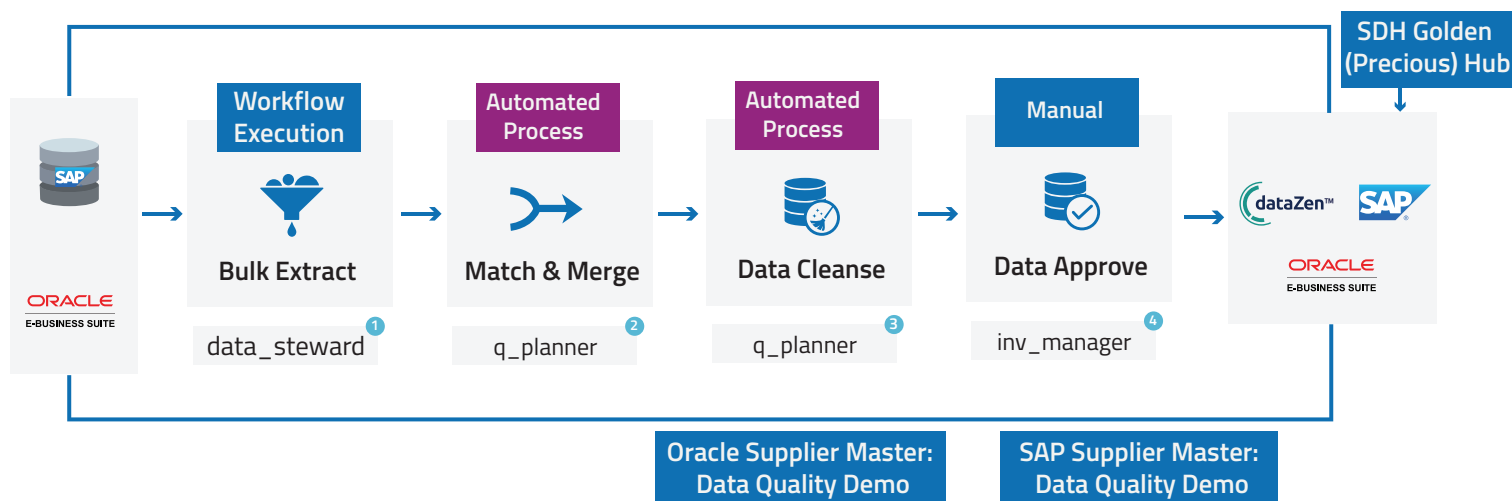 SDH Golden
(Precious) Hub
Workflow
Execution
Automated
Process
Automated
Process
Manual
SAP
ORACLE
E-BUSINESS SUITE
Bulk Extract
Match & Merge
Data Cleanse
Data Approve
dataZen™
SAP®
ORACLE
E-BUSINESS SUITE
data_steward
1
q_planner
2
q_planner
3
inv_manager
4
Oracle Supplier Master:
Data Quality Demo
SAP Supplier Master:
Data Quality Demo